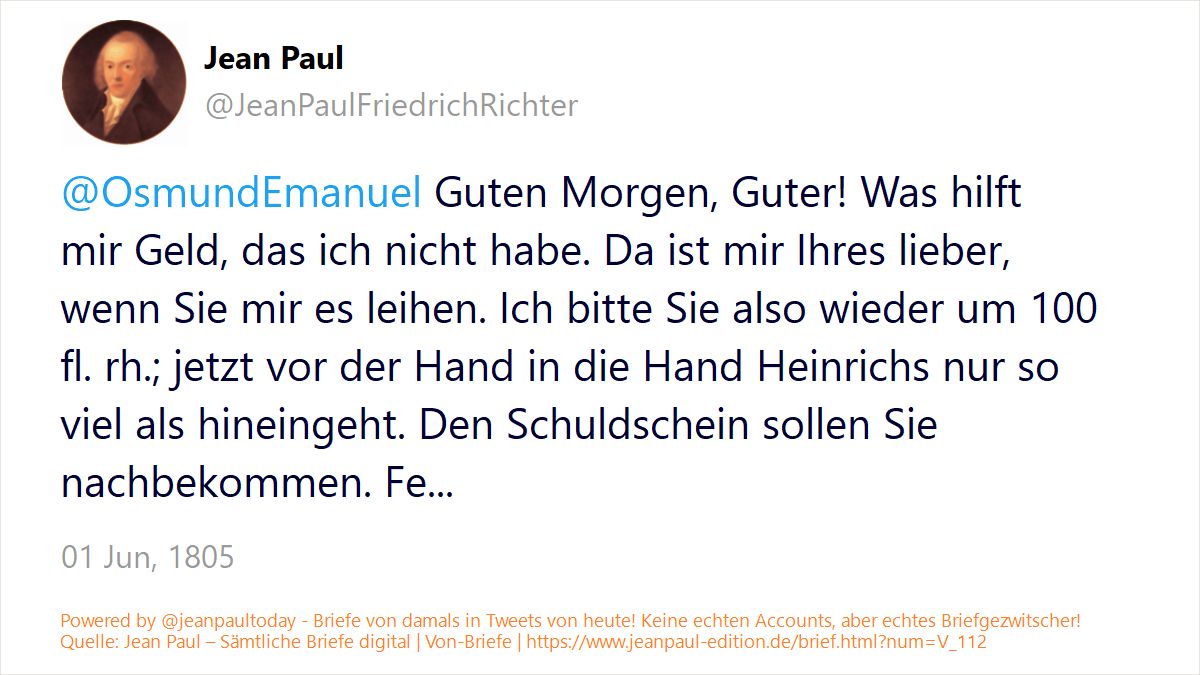 Jean Paul
@JeanPaulFriedrichRichter
@OsmundEmanuel Guten Morgen, Guter! Was hilft
mir Geld, das ich nicht habe. Da ist mir Ihres lieber,
wenn Sie mir es leihen. Ich bitte Sie also wieder um 100
fl. rh.; jetzt vor der Hand in die Hand Heinrichs nur so
viel als hineingeht. Den Schuldschein sollen Sie
nachbekommen. Fe...
01 Jun, 1805
Powered by @jeanpaultoday - Briefe von damals in Tweets von heute! Keine echten Accounts, aber echtes Briefgezwitscher!
Quelle: Jean Paul – Sämtliche Briefe digital | Von-Briefe | https://www.jeanpaul-edition.de/brief.html?num=V_112